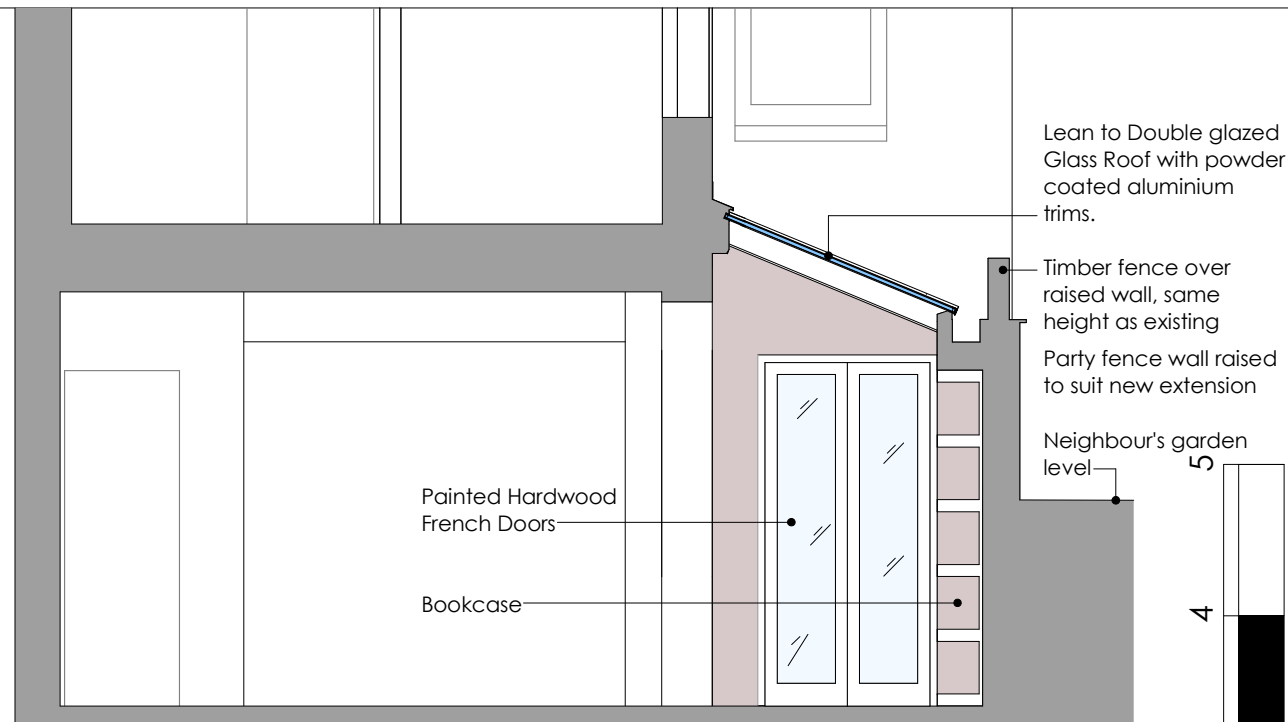 Lean to Double glazed
Glass Roof with powder
coated aluminium
trims.
Timber fence over
raised wall, same
height as existing
Party fence wall raised
to suit new extension
Neighbour's garden
level
5
Painted Hardwood
French Doors
Bookcase
4